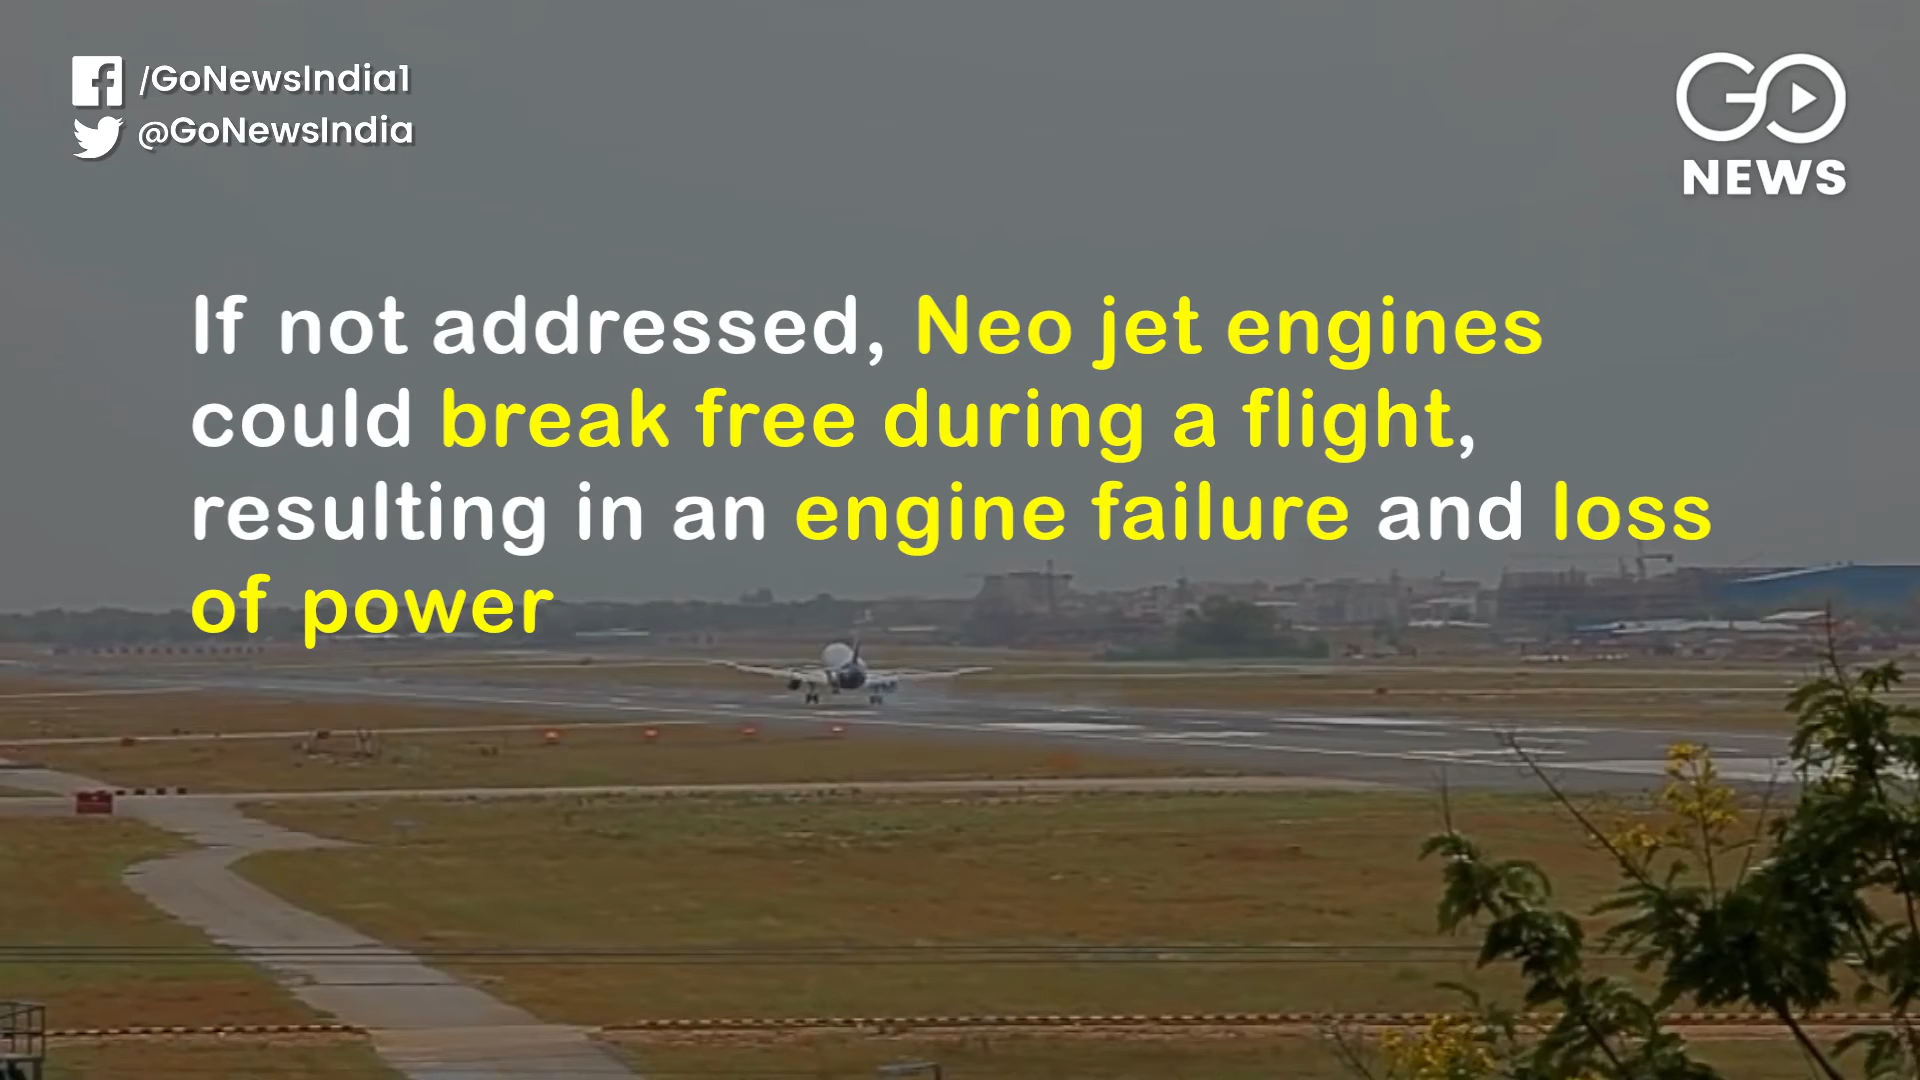 /GoNewsIndia1
@GoNewsIndia
GO
NEWS
If not addressed, Neo jet engines
could break free during a flight,
resulting in an engine failure and loss
of power